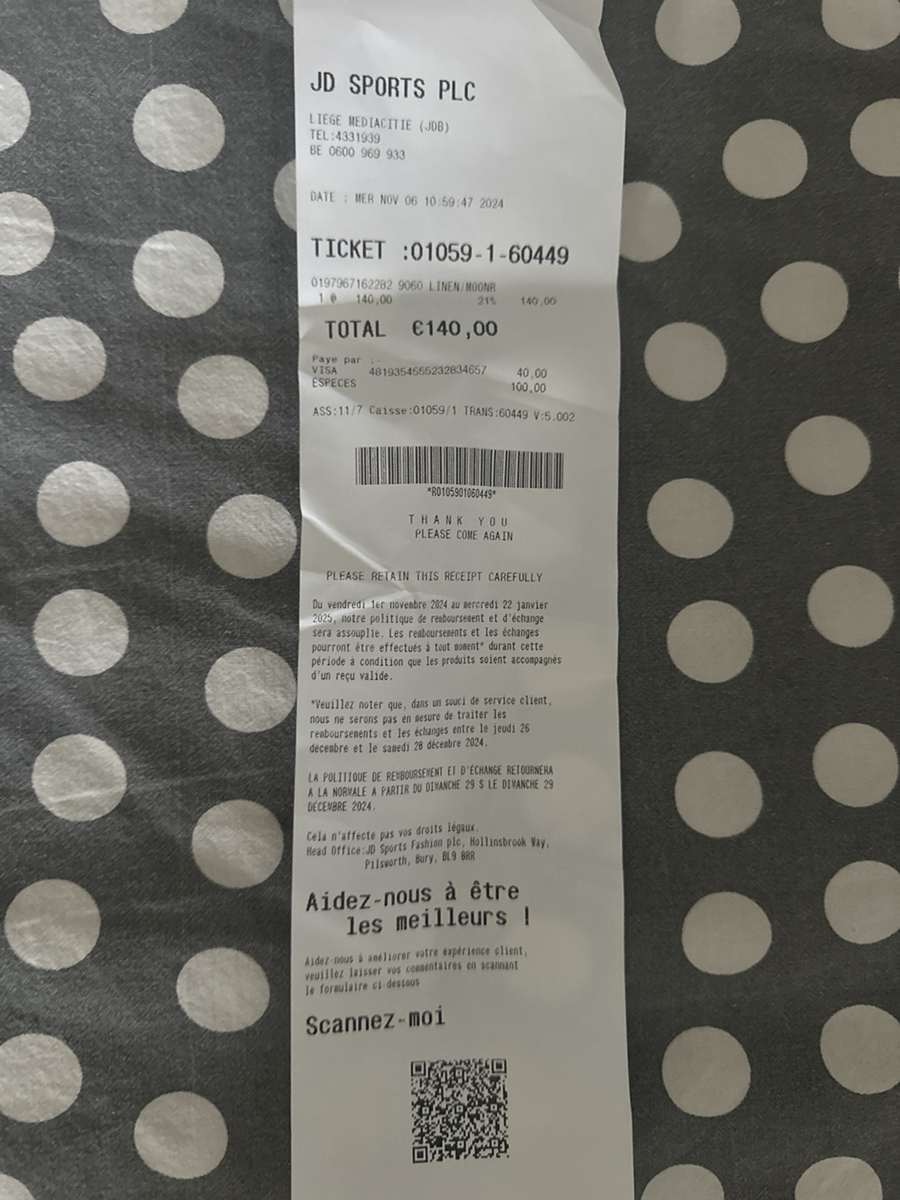 JD SPORTS PLC
LIEGE MEDIACITIE (JDB)
TEL:4331939
BE 0600 969 933
DATE : MER NOV 06 10:59:47 2024
TICKET :01059-1-60449
0197967162282 9060 LINEN/MOONR
1 @ 140,00 21% 140,00
TOTAL €140,00
Paye par :-
VISA 4819354555232834657 40,00
ESPECES 100,00
ASS:11/7 Caisse:01059/1 TRANS:60449 V:5.002
*R0105901060449*
THANK YOU
PLEASE COME AGAIN
PLEASE RETAIN THIS RECEIPT CAREFULLY
Du vendredi 1er novembre 2024 au mercredi 22 janvier
2025, notre politique de remboursement et d'échange
sera assouplie. Les remboursements et les échanges
pourront être effectués à tout moment* durant cette
période à condition que les produits soient accompagnés
d'un reçu valide.
*Veuillez noter que, dans un souci de service client,
nous ne serons pas en mesure de traiter les
remboursements et les échanges entre le jeudi 26
décembre et le samedi 28 décembre 2024.
LA POLITIQUE DE REMBOURSEMENT ET D'ÉCHANGE RETOURNERA
A LA NORMALE A PARTIR DU DIMANCHE 29 S LE DIMANCHE 29
DÉCEMBRE 2024.
Cela n'affecte pas vos droits légaux.
Head Office:JD Sports Fashion plc, Hollinsbrook Way,
Pilsworth, Bury, BL9 8RR
Aidez-nous à être
les meilleurs !
Aidez-nous à améliorer votre expérience client,
veuillez laisser vos commentaires en scannant
le formulaire ci-dessous
Scannez-moi